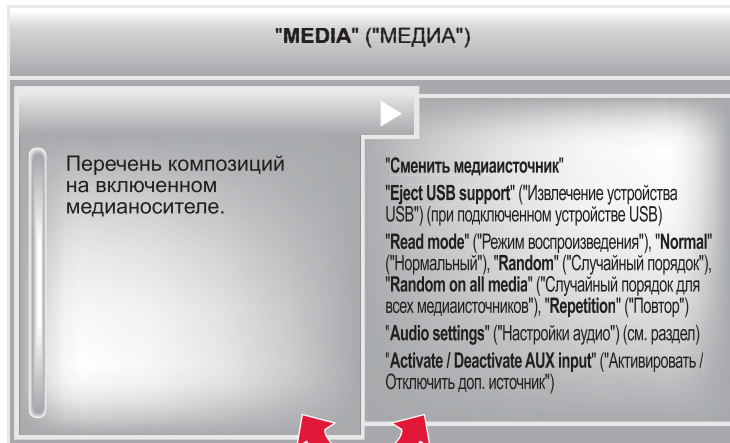 "MEDIA" ("МЕДИА")
Перечень композиций
на включенном
медианосителе.
"Сменить медиаисточник"
"Eject USB support" ("Извлечение устройства
USB") (при подключенном устройстве USB)
"Read mode" ("Режим воспроизведения"), "Normal"
("Нормальный"), "Random" ("Случайный порядок"),
"Random on all media" ("Случайный порядок для
всех медиаисточников"), "Repetition" ("Повтор")
"Audio settings" ("Настройки аудио") (см. раздел)
"Activate / Deactivate AUX input" ("Активировать /
Отключить доп. источник")